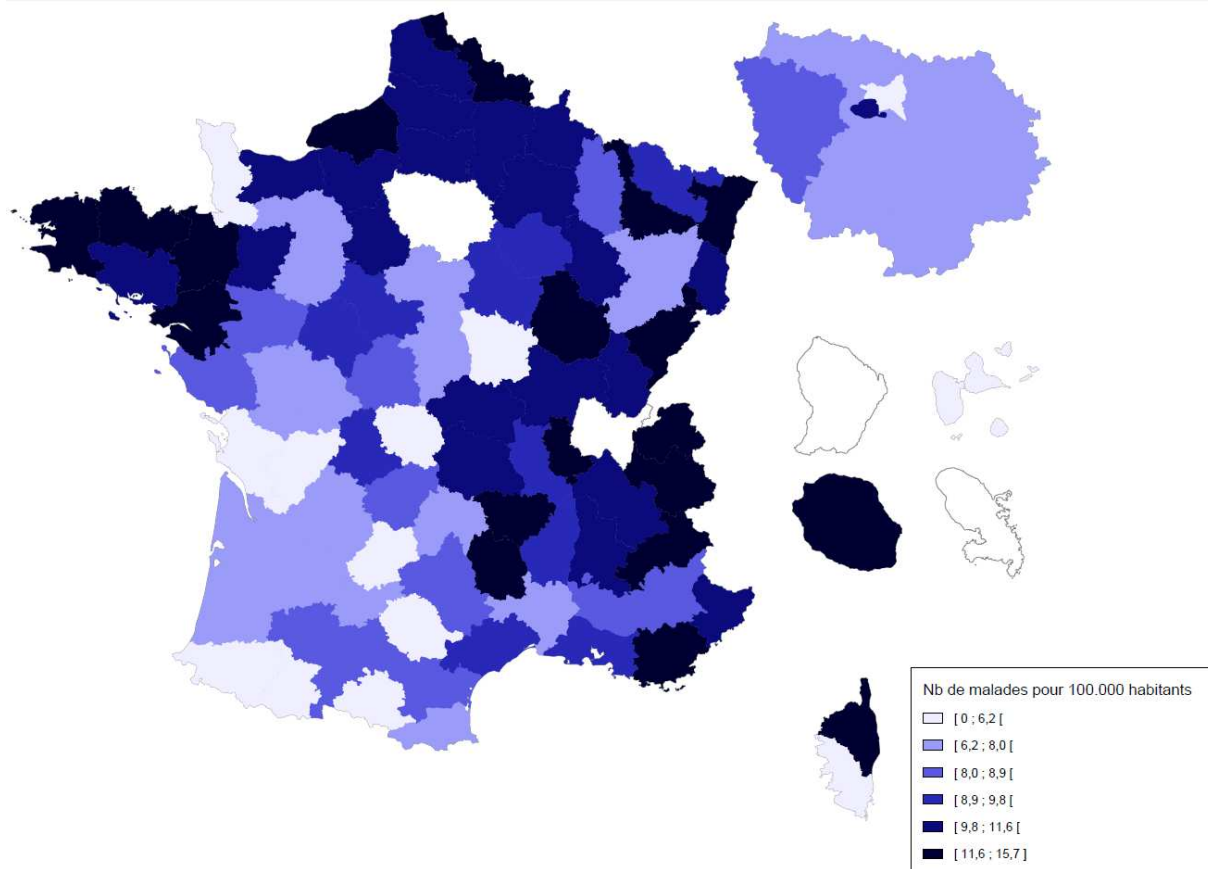 Nb de malades pour 100.000 habitants
[ 0 ; 6,2 [
[ 6,2 ; 8,0 [
[ 8,0 ; 8,9 [
[ 8,9 ; 9,8 [
[ 9,8 ; 11,6 [
[ 11,6 ; 15,7 ]